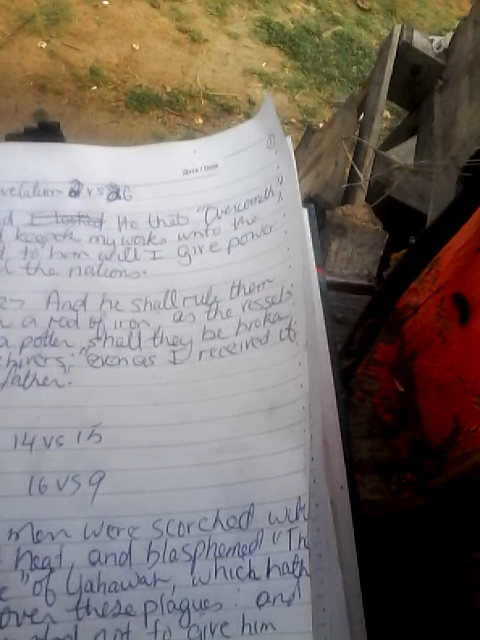 Date/Datum
velation 2 vs 26
d I looked He that "Overcometh,
keepeth my works unto the
d to him will I give power
the nations.
And he shall rule them
a rod of iron, as the vessels
a potter, shall they be broken
shivers: "even as I received of
father.
14 vs 15
16 vs 9
men were scorched with
heat, and blasphemed "Th
e" of Yahawah, which hath
over these plagues: and
not to give him